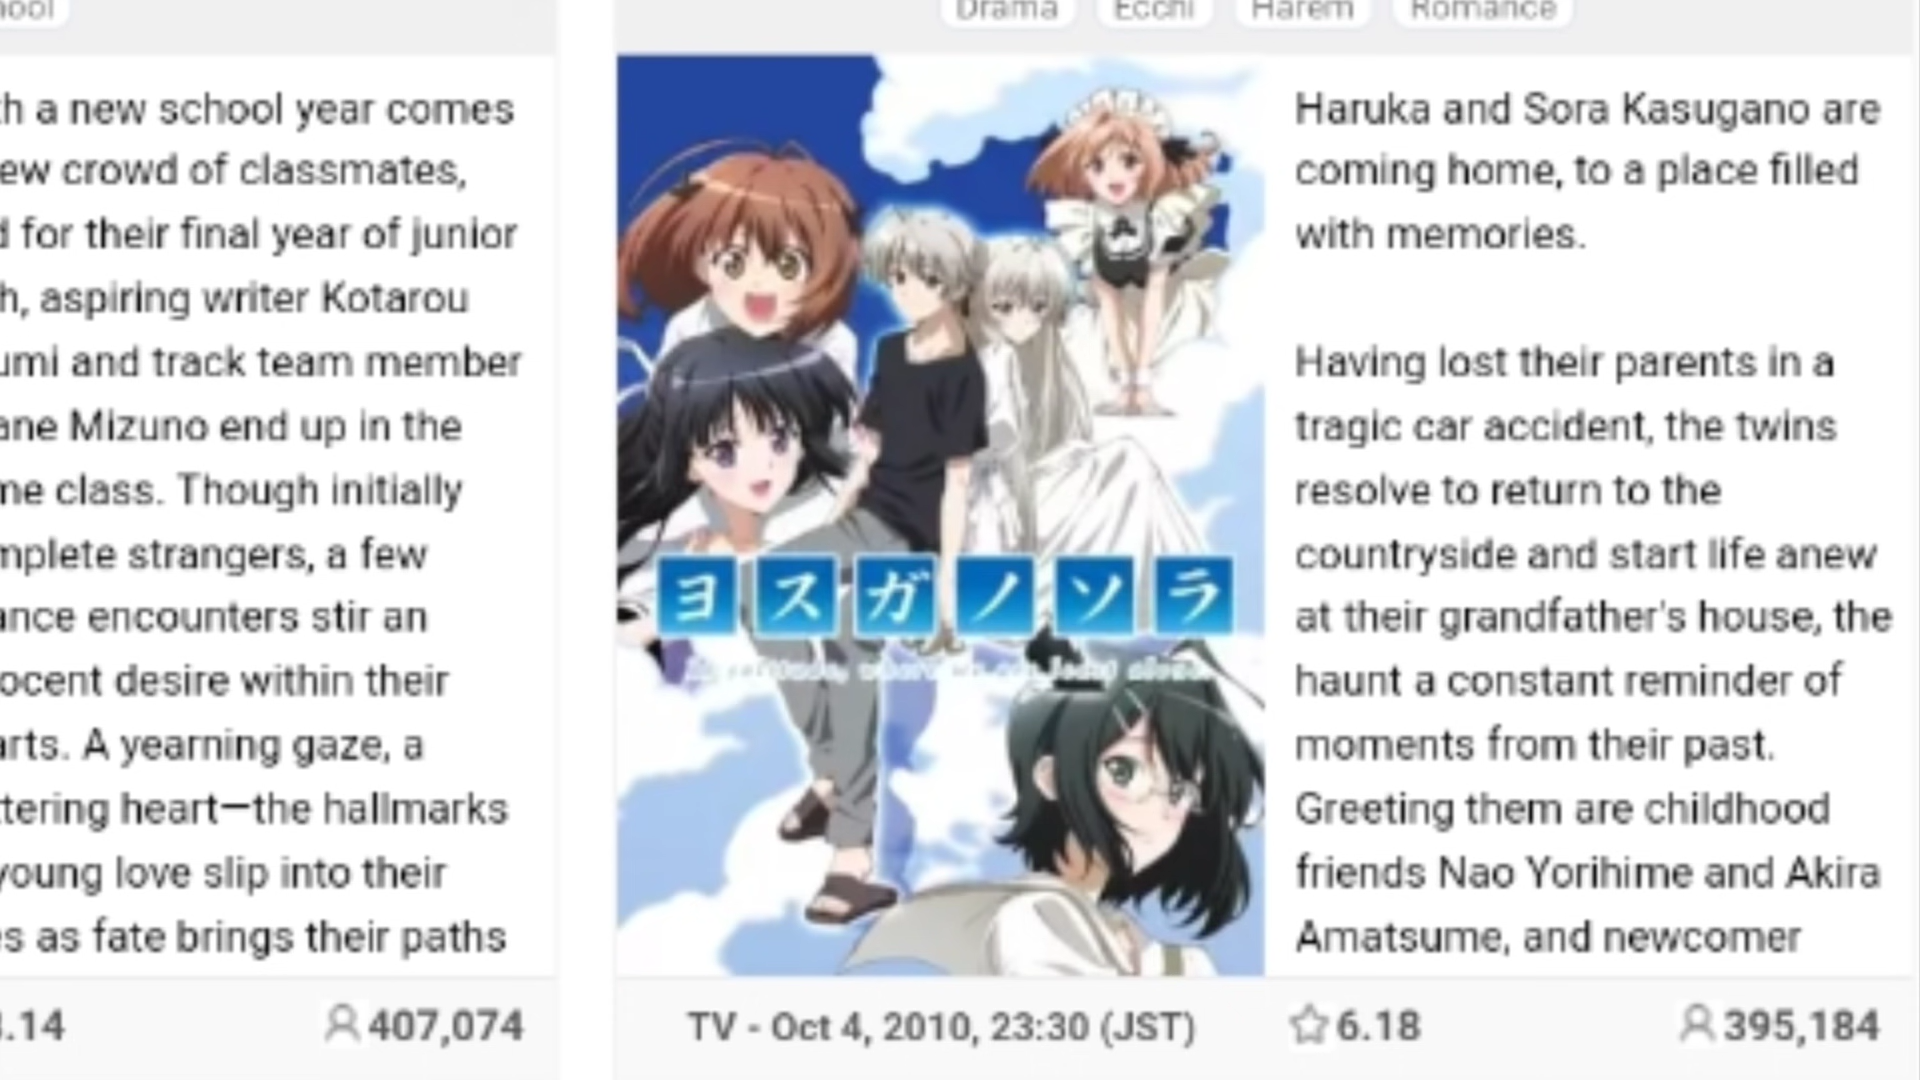 hool
th a new school year comes
ew crowd of classmates,
d for their final year of junior
h, aspiring writer Kotarou
umi and track team member
ane Mizuno end up in the
me class. Though initially
mplete strangers, a few
ance encounters stir an
ocent desire within their
arts. A yearning gaze, a
ttering heart—the hallmarks
young love slip into their
es as fate brings their paths
.14
407,074
Drama Ecchi Harem Romance
ヨスガノソラ
Haruka and Sora Kasugano are
coming home, to a place filled
with memories.
Having lost their parents in a
tragic car accident, the twins
resolve to return to the
countryside and start life anew
at their grandfather's house, the
haunt a constant reminder of
moments from their past.
Greeting them are childhood
friends Nao Yorihime and Akira
Amatsume, and newcomer
TV - Oct 4, 2010, 23:30 (JST)
6.18
395,184